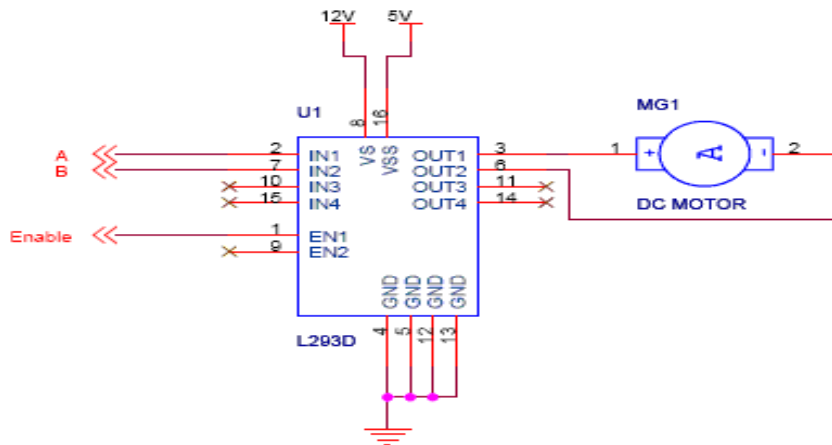 12V 5V
U1 MG1
8 16
VS VSS
A 2 IN1 OUT1 3 1 + A - 2
B 7 IN2 OUT2 6
10 IN3 OUT3 11
15 IN4 OUT4 14
DC MOTOR
Enable 1 EN1
9 EN2
GND GND GND GND
L293D
4 5 12 13